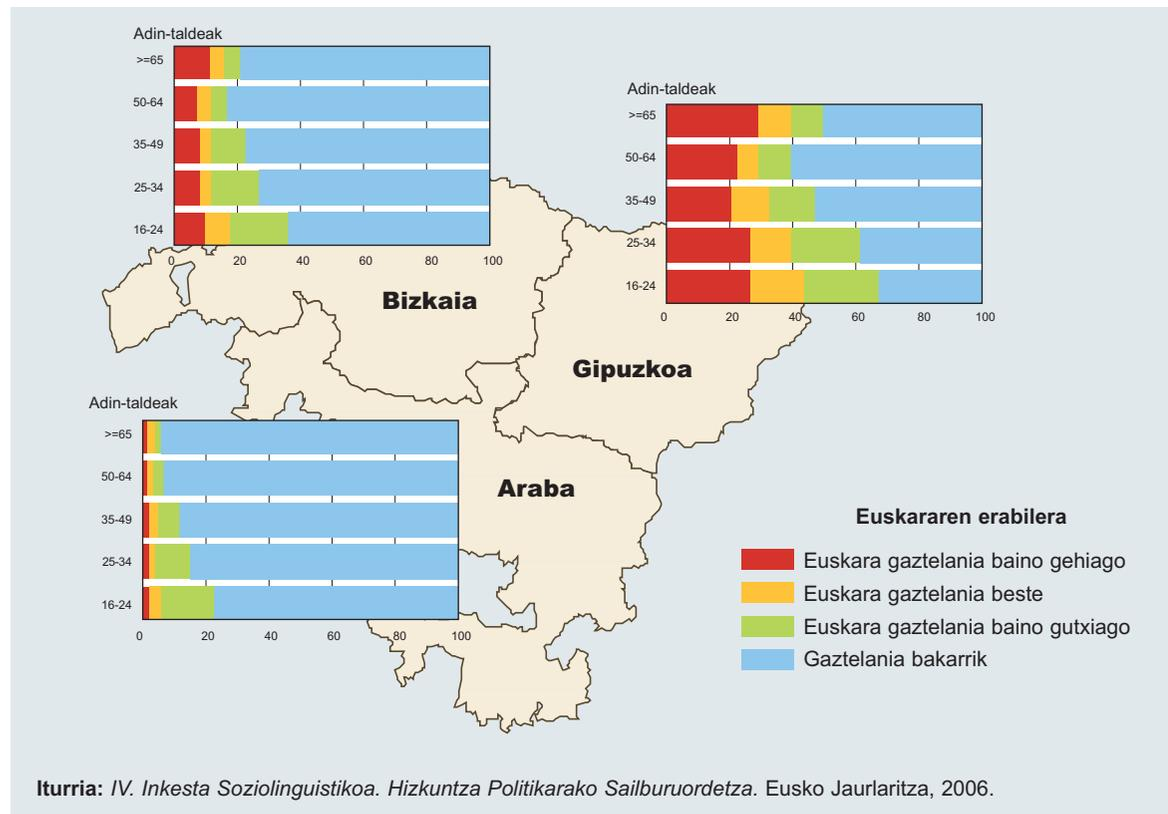 Adin-taldeak
>=65
50-64
35-49
25-34
16-24
0 20 40 60 80 100
Adin-taldeak
>=65
50-64
35-49
25-34
16-24
0 20 40 60 80 100
Bizkaia
Gipuzkoa
Adin-taldeak
>=65
50-64
35-49
25-34
16-24
0 20 40 60 80 100
Araba
Euskararen erabilera
Euskara gaztelania baino gehiago
Euskara gaztelania beste
Euskara gaztelania baino gutxiago
Gaztelania bakarrik
Iturria: IV. Inkesta Soziolinguistikoa. Hizkuntza Politikarako Sailburuordetza. Eusko Jaurlaritza, 2006.